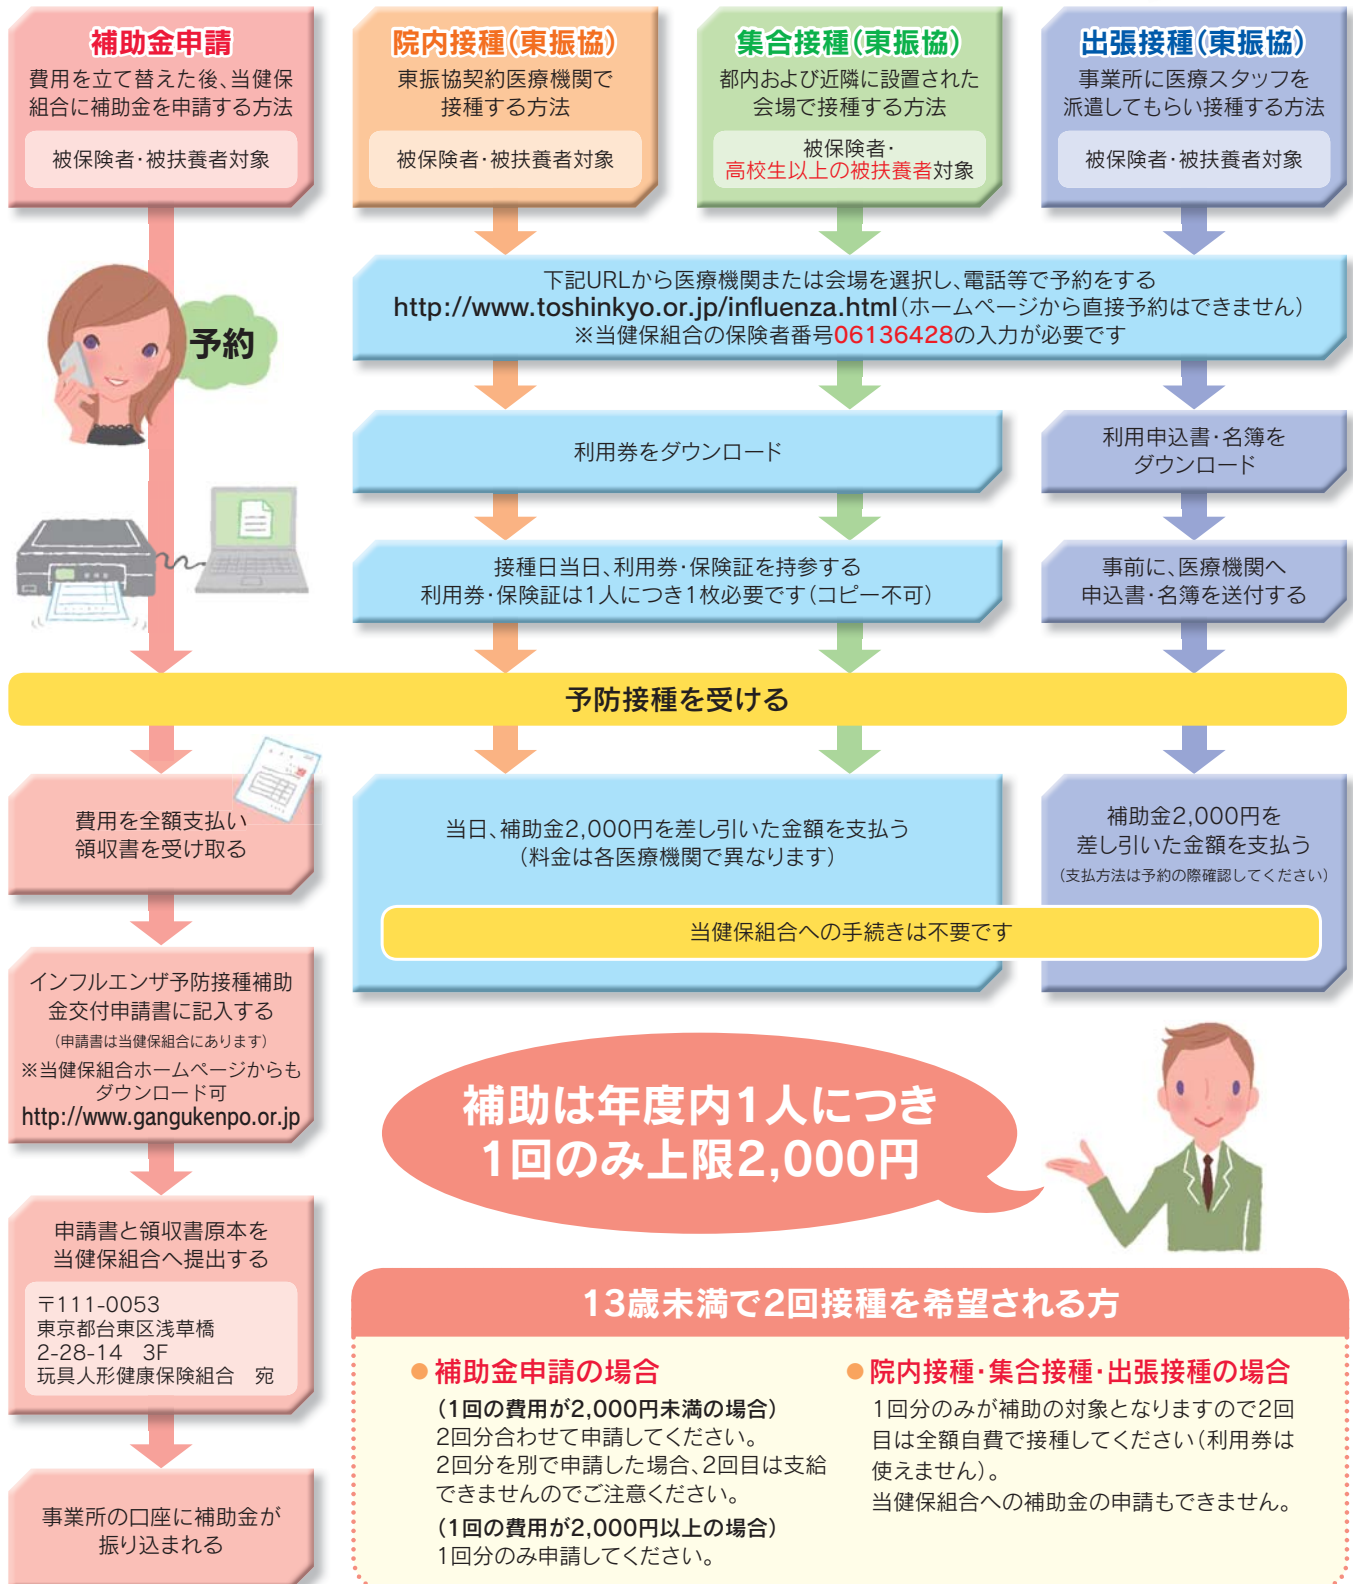 補助金申請
費用を立て替えた後、当健保
組合に補助金を申請する方法
被保険者・被扶養者対象
院内接種(東振協)
東振協契約医療機関で
接種する方法
被保険者・被扶養者対象
集合接種(東振協)
都内および近隣に設置された
会場で接種する方法
被保険者・
高校生以上の被扶養者対象
出張接種(東振協)
事業所に医療スタッフを
派遣してもらい接種する方法
被保険者・被扶養者対象
予約
下記URLから医療機関または会場を選択し、電話等で予約をする
http://www.toshinkyo.or.jp/influenza.html(ホームページから直接予約はできません)
※当健保組合の保険者番号06136428の入力が必要です
利用券をダウンロード
利用申込書・名簿を
ダウンロード
接種日当日、利用券・保険証を持参する
利用券・保険証は1人につき1枚必要です(コピー不可)
事前に、医療機関へ
申込書・名簿を送付する
予防接種を受ける
費用を全額支払い
領収書を受け取る
当日、補助金2,000円を差し引いた金額を支払う
(料金は各医療機関で異なります)
補助金2,000円を
差し引いた金額を支払う
(支払方法は予約の際確認してください)
当健保組合への手続きは不要です
インフルエンザ予防接種補助
金交付申請書に記入する
(申請書は当健保組合にあります)
※当健保組合ホームページからも
ダウンロード可
http://www.gangukenpo.or.jp
補助は年度内1人につき
1回のみ上限2,000円
申請書と領収書原本を
当健保組合へ提出する
〒111-0053
東京都台東区浅草橋
2-28-14 3F
玩具人形健康保険組合 宛
事業所の口座に補助金が
振り込まれる
13歳未満で2回接種を希望される方
●補助金申請の場合
(1回の費用が2,000円未満の場合)
2回分合わせて申請してください。
2回分を別で申請した場合、2回目は支給
できませんのでご注意ください。
(1回の費用が2,000円以上の場合)
1回分のみ申請してください。
●院内接種・集合接種・出張接種の場合
1回分のみが補助の対象となりますので2回
目は全額自費で接種してください(利用券は
使えません)。
当健保組合への補助金の申請もできません。